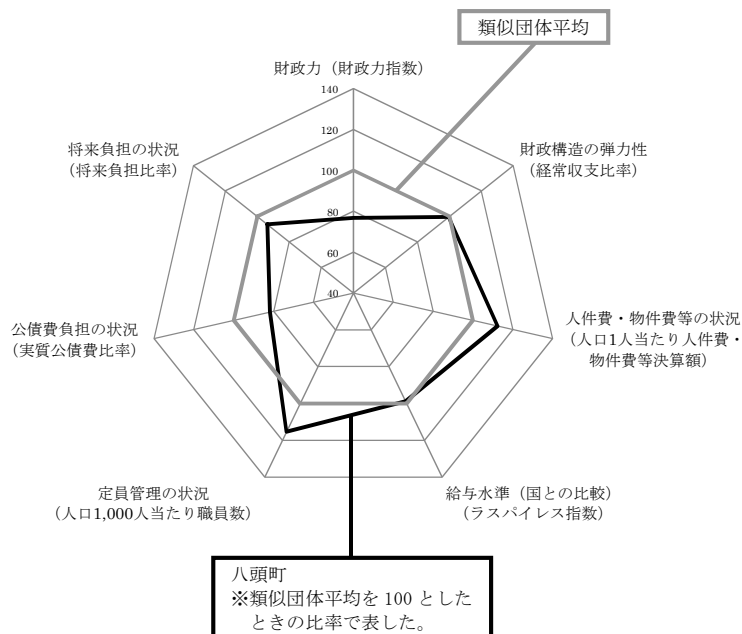 類似団体平均
財政力（財政力指数）
140
120
100
80
60
40
将来負担の状況
（将来負担比率）
財政構造の弾力性
（経常収支比率）
公債費負担の状況
（実質公債費比率）
人件費・物件費等の状況
（人口1人当たり人件費・
物件費等決算額）
定員管理の状況
（人口1,000人当たり職員数）
給与水準（国との比較）
（ラスパイレス指数）
八頭町
※類似団体平均を 100 とした
ときの比率で表した。